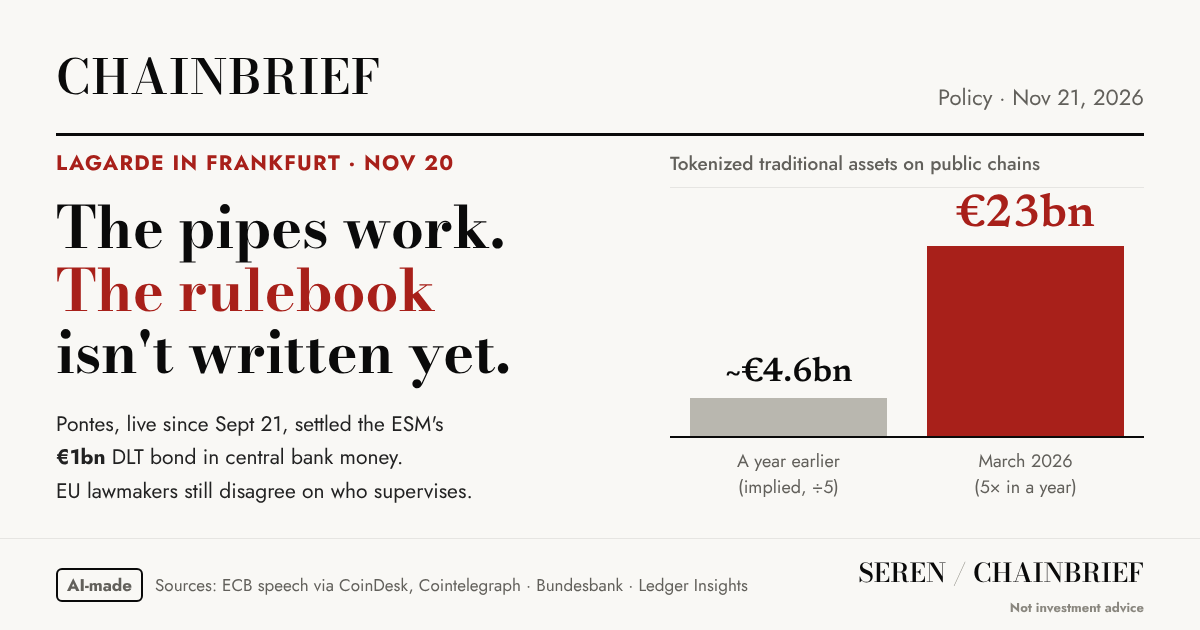 CHAINBRIEF
Policy · Nov 21, 2026
LAGARDE IN FRANKFURT · NOV 20
The pipes work.
The rulebook
isn't written yet.
Pontes, live since Sept 21, settled the ESM's
€1bn DLT bond in central bank money.
EU lawmakers still disagree on who supervises.
Tokenized traditional assets on public chains
€23bn
~€4.6bn
A year earlier
(implied, ÷5)
March 2026
(5× in a year)
AI-made
Sources: ECB speech via CoinDesk, Cointelegraph · Bundesbank · Ledger Insights
SEREN / CHAINBRIEF
Not investment advice